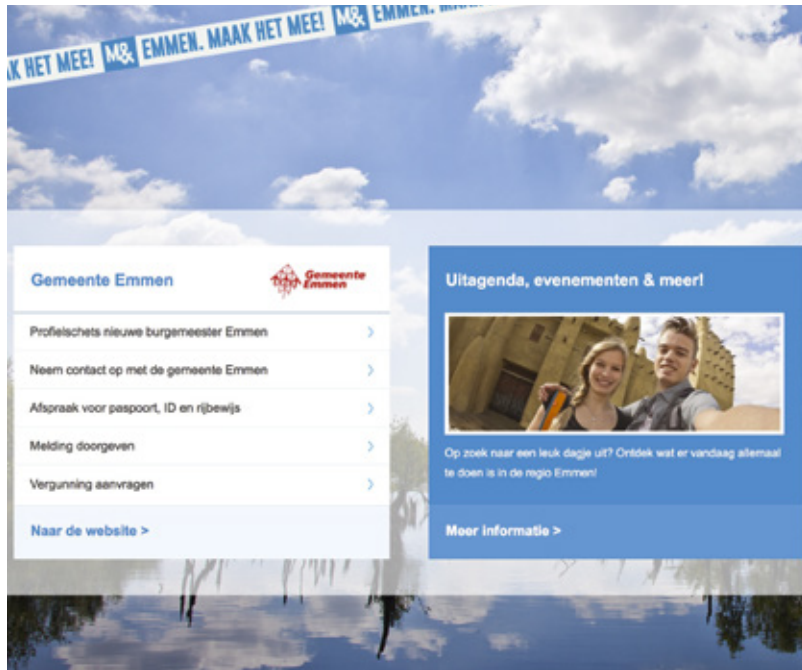 K HET MEE! M& EMMEN. MAAK HET MEE! M& EMMEN.
Gemeente Emmen
Gemeente
Emmen
Profielschets nieuwe burgemeester Emmen
Neem contact op met de gemeente Emmen
Afspraak voor paspoort, ID en rijbewijs
Melding doorgeven
Vergunning aanvragen
Naar de website >
Uitagenda, evenementen & meer!
Op zoek naar een leuk dagje uit? Ontdek wat er vandaag allemaal
te doen is in de regio Emmen!
Meer informatie >